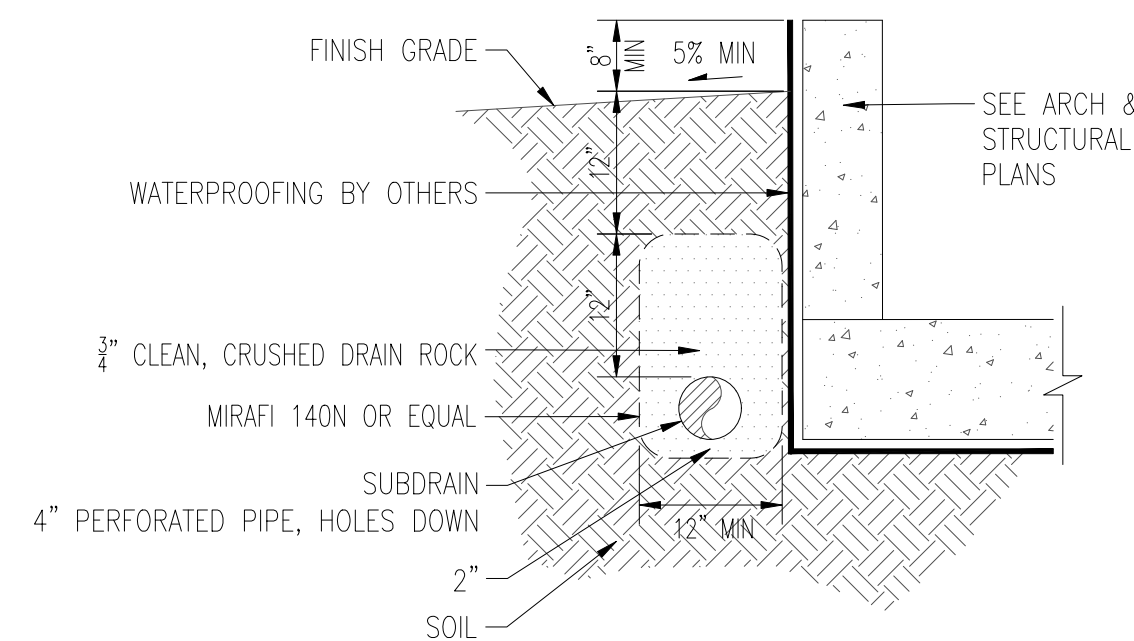 FINISH GRADE
8"
MIN
5% MIN
SEE ARCH &
STRUCTURAL
PLANS
12"
WATERPROOFING BY OTHERS
12"
3/4" CLEAN, CRUSHED DRAIN ROCK
MIRAFI 140N OR EQUAL
SUBDRAIN
4" PERFORATED PIPE, HOLES DOWN
12" MIN
2"
SOIL